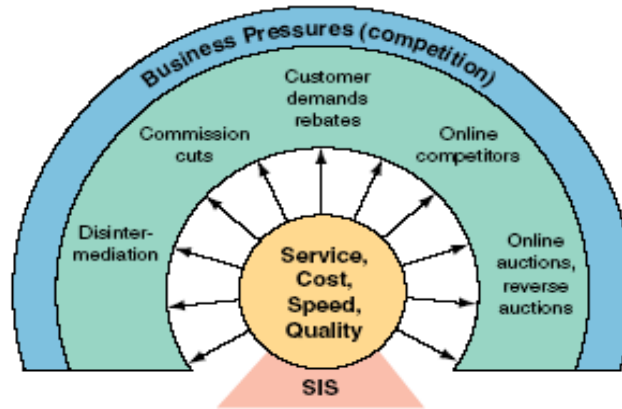 Business Pressures (competition)
Customer
demands
rebates
Commission
cuts
Online
competitors
Disinter-
mediation
Online
auctions,
reverse
auctions
Service,
Cost,
Speed,
Quality
SIS